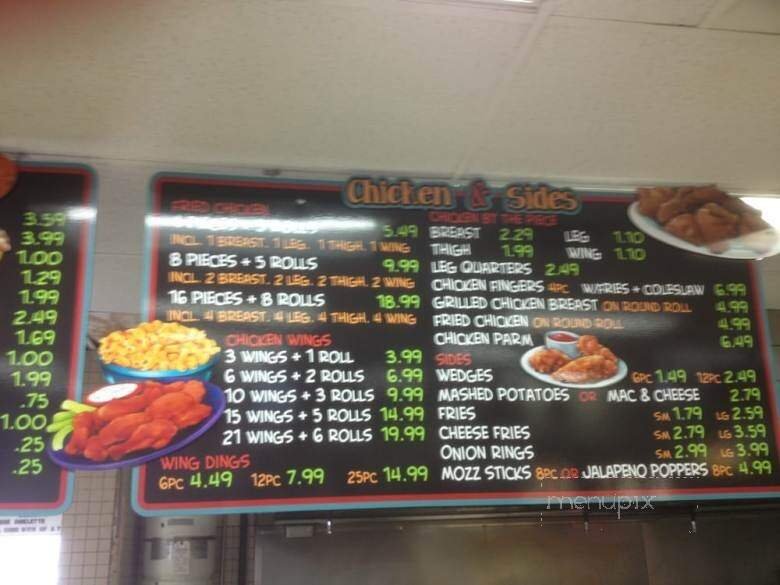 3.59
3.99
1.00
1.29
1.99
2.49
1.69
1.00
1.99
.75
1.00
.25
.25
Chicken & Sides
FRIED CHICKEN
ROLLS 5.49
INCL. 1 BREAST. 1 LEG. 1 THIGH. 1 WING
8 PIECES + 5 ROLLS 9.99
INCL. 2 BREAST. 2 LEG. 2 THIGH. 2 WING
16 PIECES + 8 ROLLS 18.99
INCL. 4 BREAST. 4 LEG. 4 THIGH. 4 WING
CHICKEN WINGS
3 WINGS + 1 ROLL 3.99
6 WINGS + 2 ROLLS 6.99
10 WINGS + 3 ROLLS 9.99
15 WINGS + 5 ROLLS 14.99
21 WINGS + 6 ROLLS 19.99
WING DINGS
6PC 4.49 12PC 7.99 25PC 14.99
CHICKEN BY THE PIECE
BREAST 2.29 LEG 1.10
THIGH 1.99 WING 1.10
LEG QUARTERS 2.49
CHICKEN FINGERS 4PC W/FRIES + COLESLAW 6.99
GRILLED CHICKEN BREAST ON ROUND ROLL 4.99
FRIED CHICKEN ON ROUND ROLL 4.99
CHICKEN PARM 6.49
SIDES
WEDGES 6PC 1.49 12PC 2.49
MASHED POTATOES OR MAC & CHEESE 2.79
FRIES SM 1.79 LG 2.59
CHEESE FRIES SM 2.79 LG 3.59
ONION RINGS SM 2.99 LG 3.99
MOZZ STICKS 8PC OR JALAPENO POPPERS 8PC 4.99
menupix